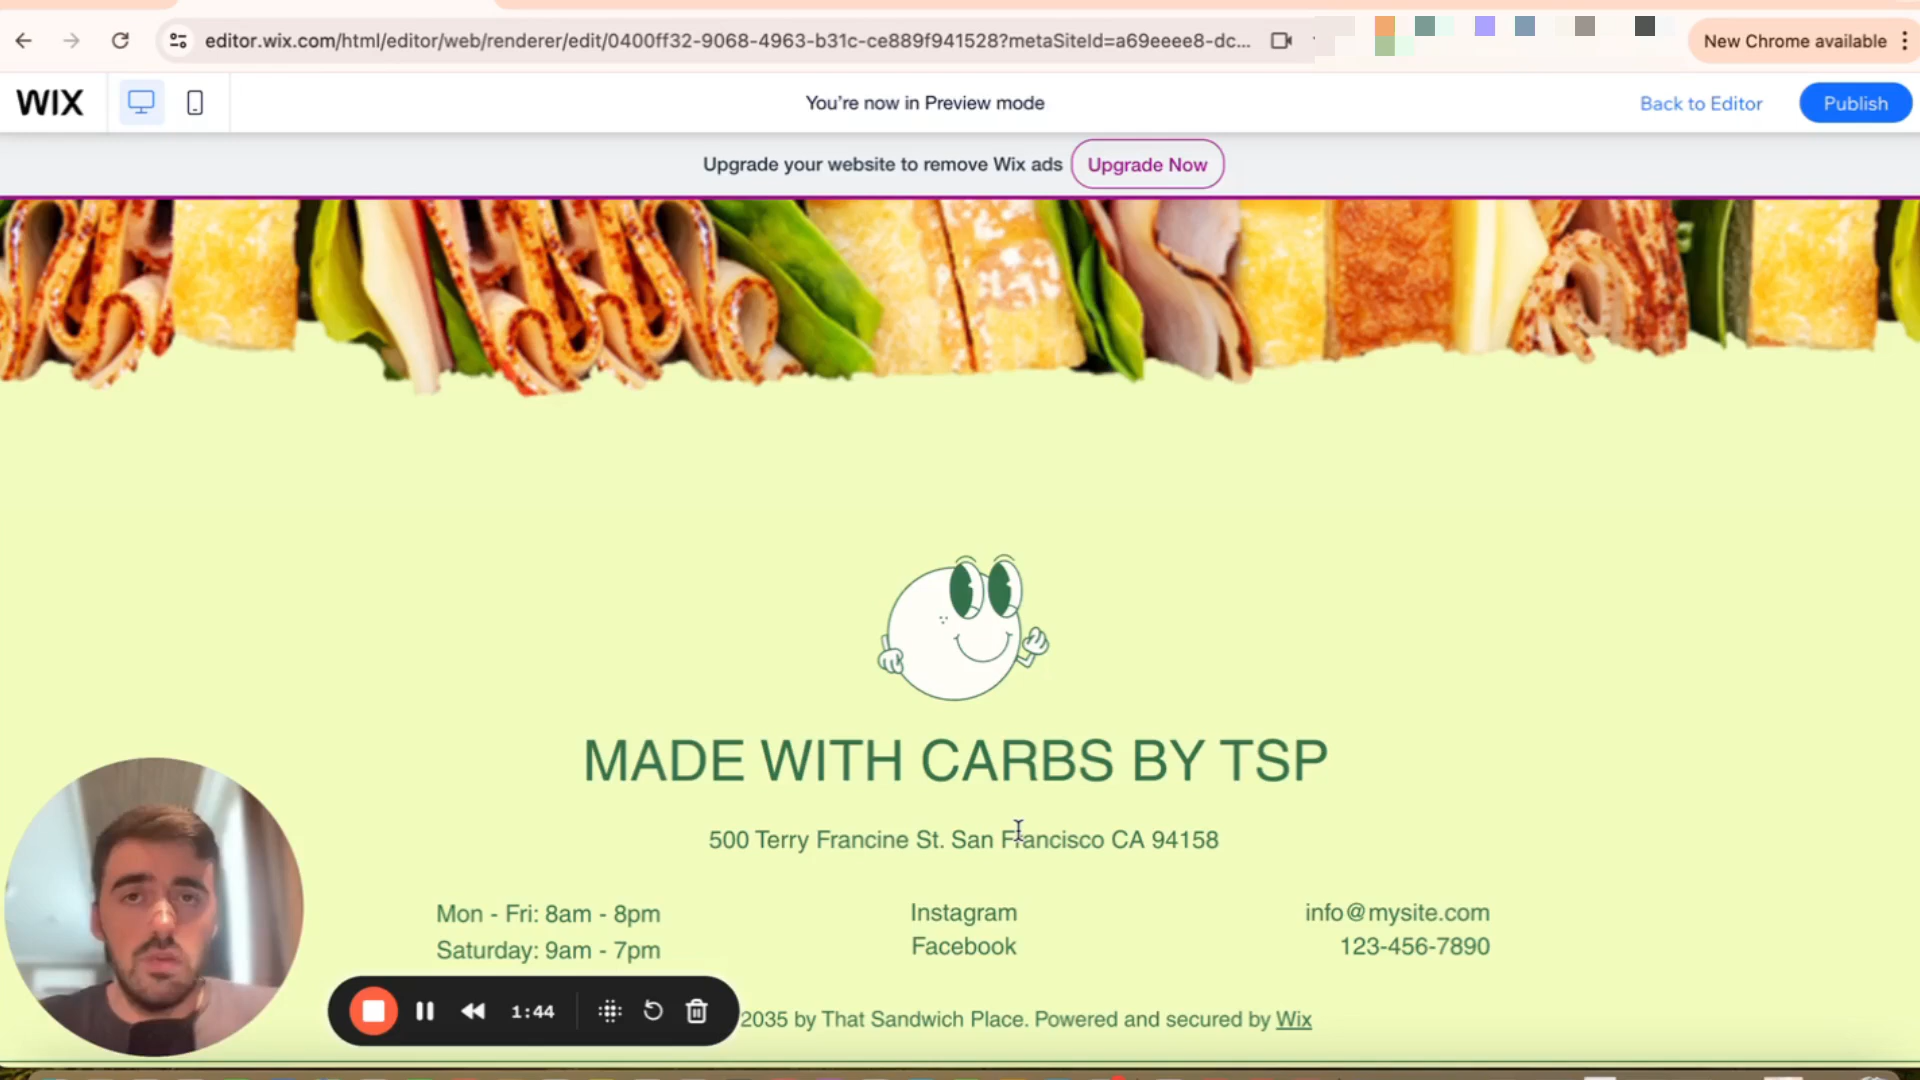 editor.wix.com/html/editor/web/renderer/edit/0400ff32-9068-4963-b31c-ce889f941528?metaSiteId=a69eeee8-dc...
New Chrome available
WIX
You're now in Preview mode
Back to Editor
Publish
Upgrade your website to remove Wix ads
Upgrade Now
MADE WITH CARBS BY TSP
500 Terry Francine St. San Francisco CA 94158
Mon - Fri: 8am - 8pm
Saturday: 9am - 7pm
Instagram
Facebook
info@mysite.com
123-456-7890
1:44
2035 by That Sandwich Place. Powered and secured by Wix